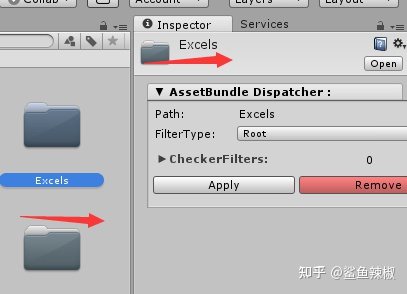 Collab
Account
Layers
Layout
Inspector
Services
Excels
Open
AssetBundle Dispatcher :
Path:
Excels
FilterType:
Root
CheckerFilters:
0
Apply
Remove
Excels
知乎 @鲨鱼辣椒